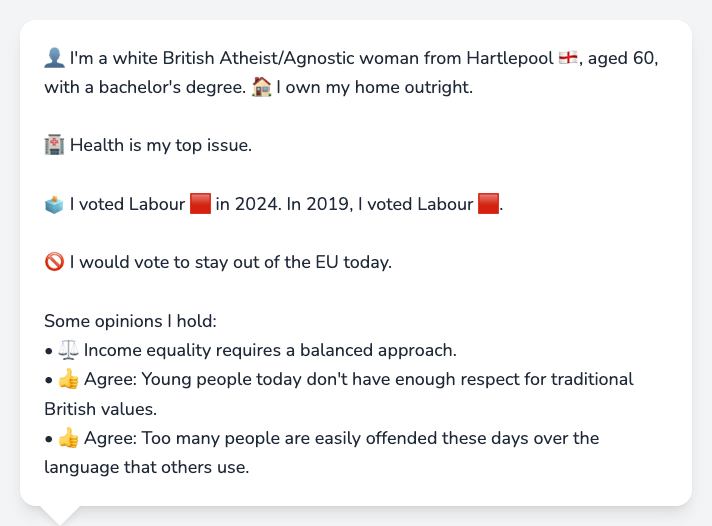 👤 I'm a white British Atheist/Agnostic woman from Hartlepool 🏴󠁧󠁢󠁥󠁮󠁧󠁿, aged 60,
with a bachelor's degree. 🏠 I own my home outright.
🏥 Health is my top issue.
🗳️ I voted Labour 🟥 in 2024. In 2019, I voted Labour 🟥.
🚫 I would vote to stay out of the EU today.
Some opinions I hold:
• ⚖️ Income equality requires a balanced approach.
• 👍 Agree: Young people today don't have enough respect for traditional
British values.
• 👍 Agree: Too many people are easily offended these days over the
language that others use.